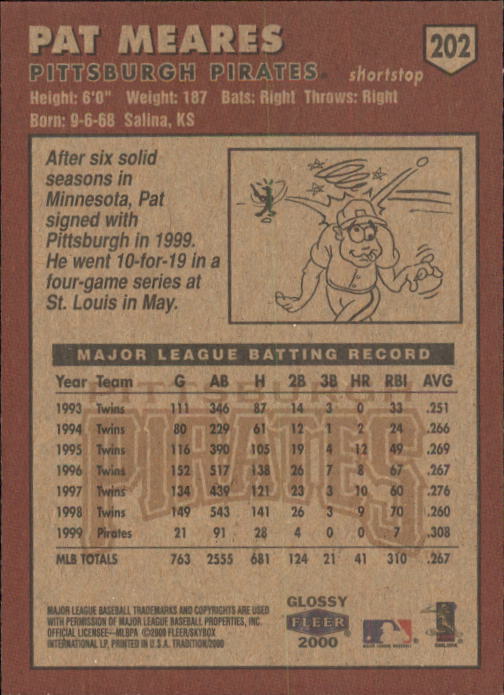 PAT MEARES
202
PITTSBURGH PIRATES
shortstop
Height: 6'0" Weight: 187 Bats: Right Throws: Right
Born: 9-6-68 Salina, KS
After six solid
seasons in
Minnesota, Pat
signed with
Pittsburgh in 1999.
He went 10-for-19 in a
four-game series at
St. Louis in May.
MAJOR LEAGUE BATTING RECORD
Year Team G AB H 2B 3B HR RBI AVG
1993 Twins 111 346 87 14 3 0 33 .251
1994 Twins 80 229 61 12 1 2 24 .266
1995 Twins 116 390 105 19 4 12 49 .269
1996 Twins 152 517 138 26 7 8 67 .267
1997 Twins 134 439 121 23 3 10 60 .276
1998 Twins 149 543 141 26 3 9 70 .260
1999 Pirates 21 91 28 4 0 0 7 .308
MLB TOTALS 763 2555 681 124 21 41 310 .267
PITTSBURGH
PIRATES
MAJOR LEAGUE BASEBALL TRADEMARKS AND COPYRIGHTS ARE USED
WITH PERMISSION OF MAJOR LEAGUE BASEBALL PROPERTIES, INC.
OFFICIAL LICENSEE—MLBPA ©2000 FLEER/SKYBOX
INTERNATIONAL LP, PRINTED IN U.S.A. TRADITION/2000
GLOSSY
FLEER
2000
MAJOR LEAGUE BASEBALL